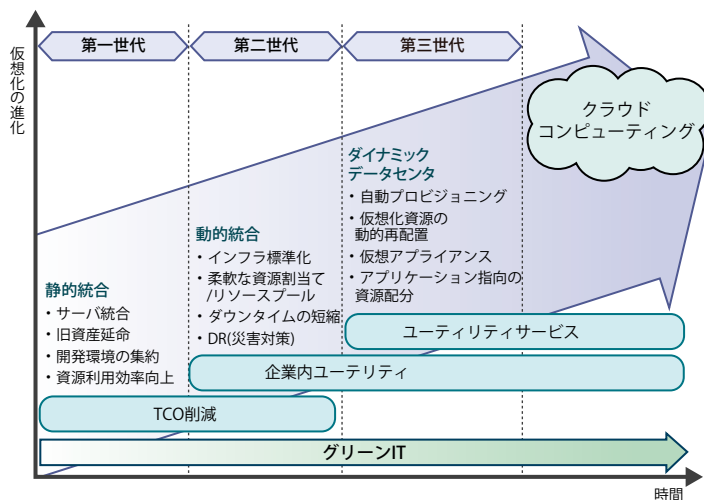 仮想化の進化
第一世代
第二世代
第三世代
クラウド
コンピューティング
ダイナミック
データセンタ
・自動プロビジョニング
・仮想化資源の
動的再配置
・仮想アプライアンス
・アプリケーション指向の
資源配分
動的統合
・インフラ標準化
・柔軟な資源割当て
/リソースプール
・ダウンタイムの短縮
・DR(災害対策)
静的統合
・サーバ統合
・旧資産延命
・開発環境の集約
・資源利用効率向上
ユーティリティサービス
企業内ユーテリティ
TCO削減
グリーンIT
時間